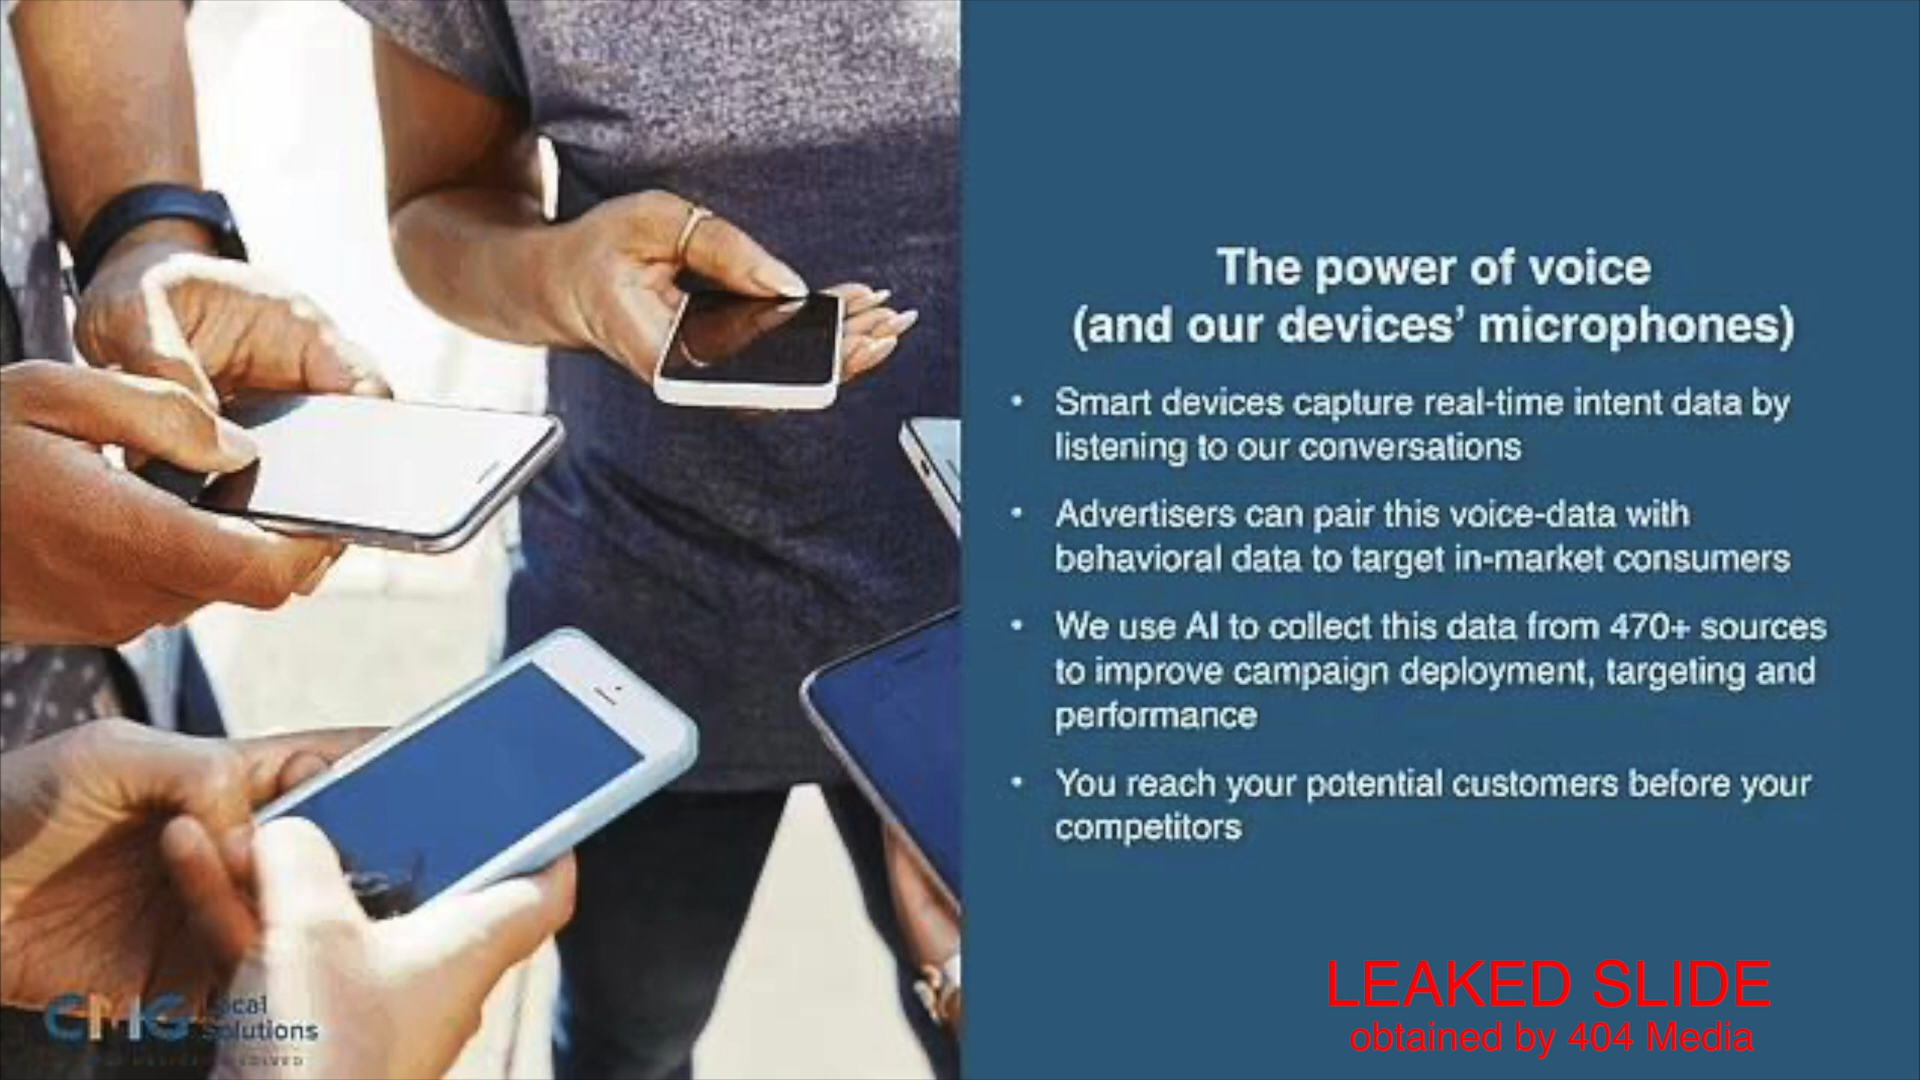 The power of voice
(and our devices' microphones)
• Smart devices capture real-time intent data by
listening to our conversations
• Advertisers can pair this voice-data with
behavioral data to target in-market consumers
• We use AI to collect this data from 470+ sources
to improve campaign deployment, targeting and
performance
• You reach your potential customers before your
competitors
LEAKED SLIDE
obtained by 404 Media
CMG Local
Solutions